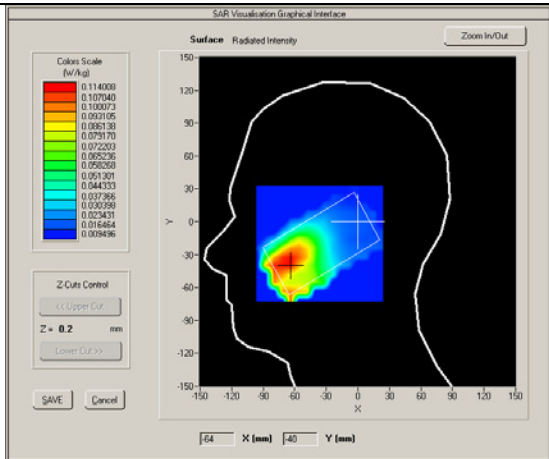 SAR Visualisation Graphical Interface
Surface Radiated Intensity
Zoom In/Out
Colors Scale
(W/kg)
0.114008
0.107040
0.100073
0.093105
0.086138
0.079170
0.072203
0.065236
0.058268
0.051301
0.044333
0.037366
0.030398
0.023431
0.016464
0.009496
Z-Cuts Control
<< Upper Cut
Z = 0.2 mm
Lower Cut >>
SAVE
Cancel
150
120
90
60
30
0
-30
-60
-90
-120
-150
Y
-150 -120 -90 -60 -30 0 30 60 90 120 150
X
-64 X (mm) -40 Y (mm)